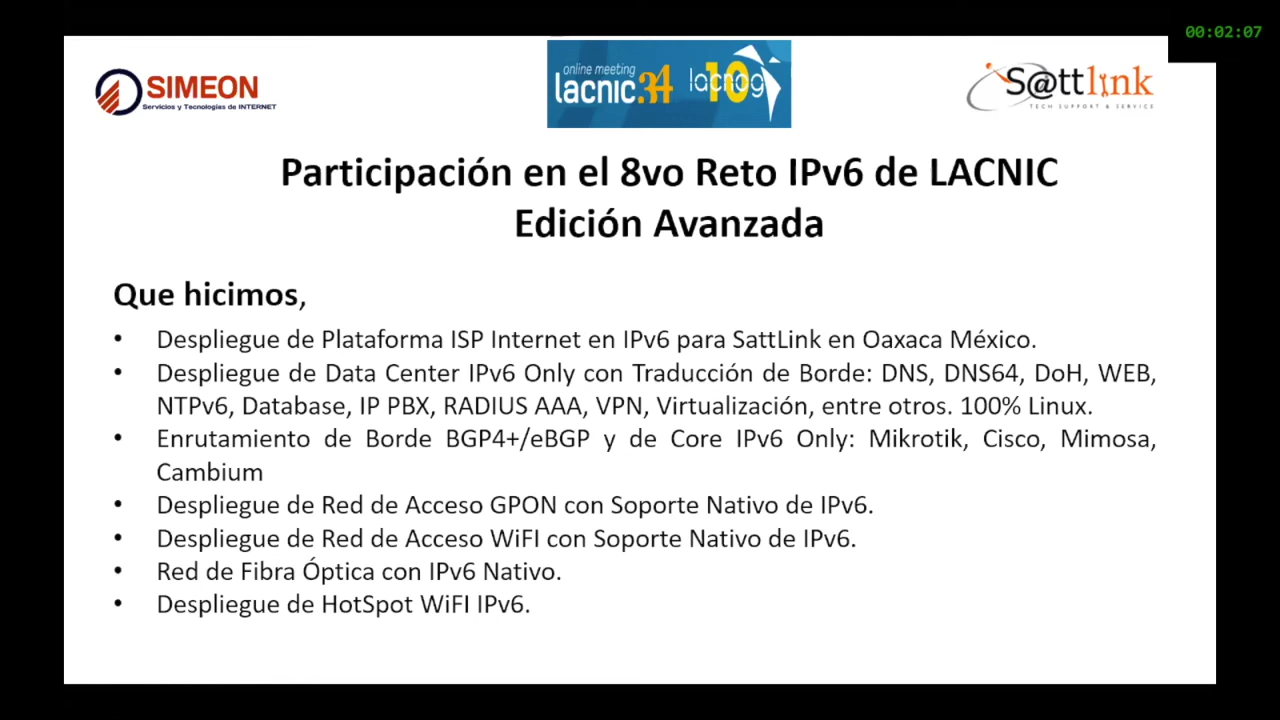 00:02:07
SIMEON
Servicios y Tecnologías de INTERNET
online meeting
lacnic.34
lacnog
10
S@ttlink
TECH SUPPORT & SERVICE
Participación en el 8vo Reto IPv6 de LACNIC
Edición Avanzada
Que hicimos,
• Despliegue de Plataforma ISP Internet en IPv6 para SattLink en Oaxaca México.
• Despliegue de Data Center IPv6 Only con Traducción de Borde: DNS, DNS64, DoH, WEB,
NTPv6, Database, IP PBX, RADIUS AAA, VPN, Virtualización, entre otros. 100% Linux.
• Enrutamiento de Borde BGP4+/eBGP y de Core IPv6 Only: Mikrotik, Cisco, Mimosa,
Cambium
• Despliegue de Red de Acceso GPON con Soporte Nativo de IPv6.
• Despliegue de Red de Acceso WiFI con Soporte Nativo de IPv6.
• Red de Fibra Óptica con IPv6 Nativo.
• Despliegue de HotSpot WiFI IPv6.